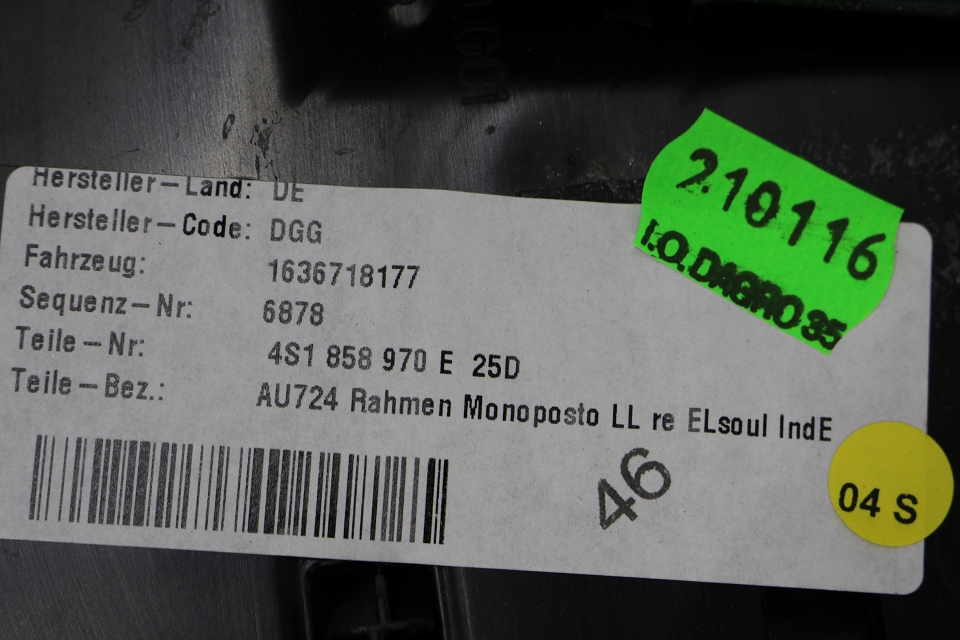 Hersteller-Land: DE
Hersteller-Code: DGG
Fahrzeug: 1636718177
Sequenz-Nr: 6878
Teile-Nr: 4S1 858 970 E 25D
Teile-Bez.: AU724 Rahmen Monoposto LL re ELsoul IndE
210116
I.O.DAGRO 35
46
04 S